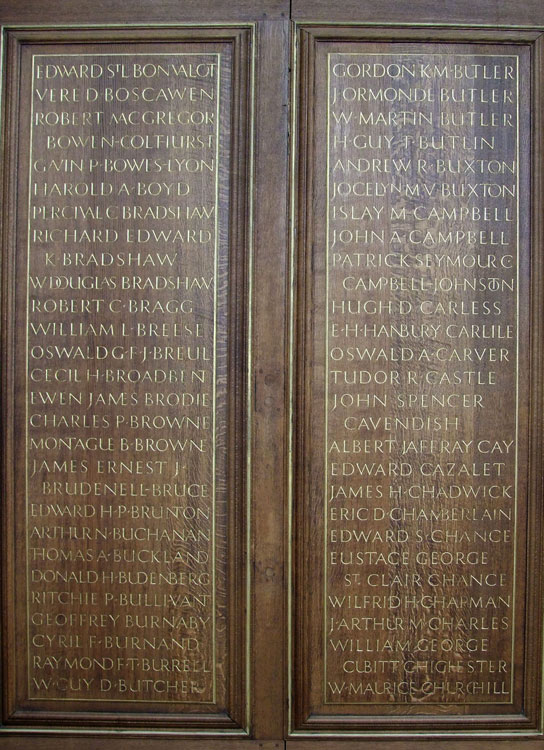 EDWARD ST L·BONVALOT
VERE·D·BOSCAWEN
ROBERT MCGREGOR
BOWEN-COLTHURST
GAVIN·P·BOWES-LYON
HAROLD·A·BOYD
PERCIVAL·C·BRADSHAW
RICHARD EDWARD
K·BRADSHAW
W·DOUGLAS BRADSHAW
ROBERT C·BRAGG
WILLIAM L·BREESE
OSWALD·G·F·J·BREUL
CECIL·H·BROADBENT
EWEN JAMES BRODIE
CHARLES P·BROWNE
MONTAGUE·B·BROWNE
JAMES ERNEST J·
BRUDENELL-BRUCE
EDWARD H·P·BRUNTON
ARTHUR·N·BUCHANAN
THOMAS·A·BUCKLAND
DONALD·H·BUDENBERG
RITCHIE P·BULLIVANT
GEOFFREY BURNABY
CYRIL·F·BURNAND
RAYMOND·F·T·BURRELL
W·GUY D·BUTCHER
GORDON·K·M·BUTLER
J·ORMONDE BUTLER
W·MARTIN BUTLER
H·GUY·T·BUTLIN
ANDREW·R·BUXTON
JOCELYN·M·V·BUXTON
ISLAY·M·CAMPBELL
JOHN·A·CAMPBELL
PATRICK SEYMOUR C
CAMPBELL-JOHNSTON
HUGH·D·CARLESS
E·H·HANBURY CARLILE
OSWALD·A·CARVER
TUDOR·R·CASTLE
JOHN SPENCER
CAVENDISH
ALBERT JAFFRAY CAY
EDWARD CAZALET
JAMES·H·CHADWICK
ERIC·D·CHAMBERLAIN
EDWARD·S·CHANCE
EUSTACE GEORGE
ST. CLAIR CHANCE
WILFRID·H·CHAPMAN
J·ARTHUR·M·CHARLES
WILLIAM GEORGE
CUBITT CHICHESTER
W·MAURICE CHURCHILL